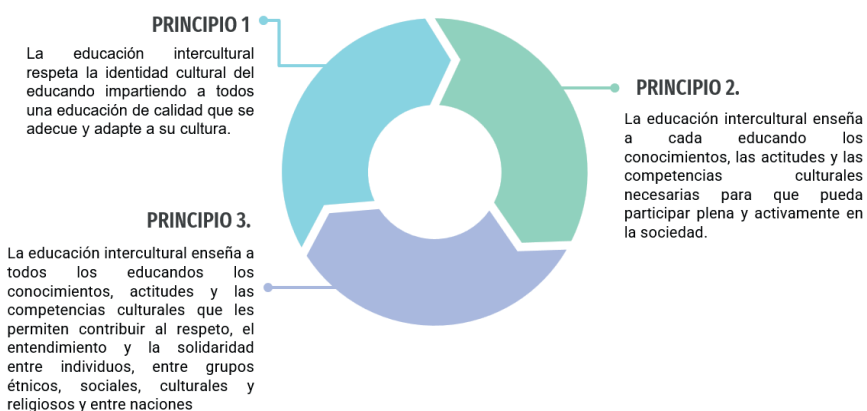 PRINCIPIO 1
La educación intercultural
respeta la identidad cultural del
educando impartiendo a todos
una educación de calidad que se
adecue y adapte a su cultura.
PRINCIPIO 2.
La educación intercultural enseña
a cada educando los
conocimientos, las actitudes y las
competencias culturales
necesarias para que pueda
participar plena y activamente en
la sociedad.
PRINCIPIO 3.
La educación intercultural enseña a
todos los educandos los
conocimientos, actitudes y las
competencias culturales que les
permiten contribuir al respeto, el
entendimiento y la solidaridad
entre individuos, entre grupos
étnicos, sociales, culturales y
religiosos y entre naciones